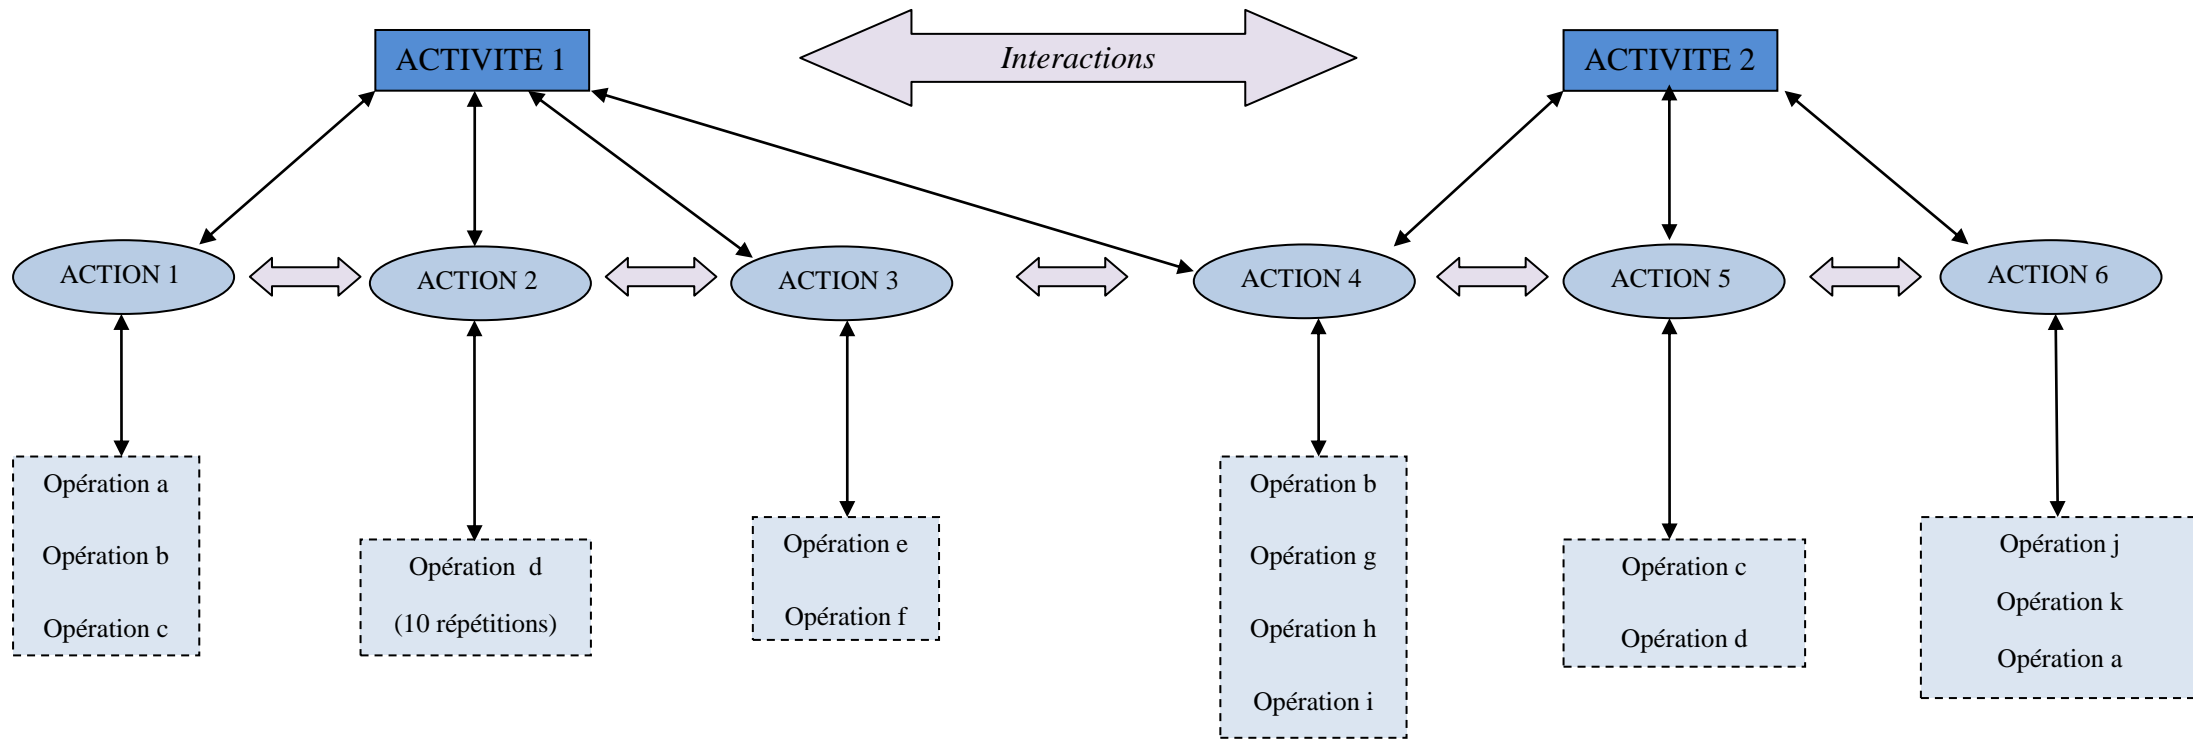 ACTIVITE 1
Interactions
ACTIVITE 2
ACTION 1
ACTION 2
ACTION 3
ACTION 4
ACTION 5
ACTION 6
Opération a
Opération b
Opération c
Opération d
(10 répétitions)
Opération e
Opération f
Opération b
Opération g
Opération h
Opération i
Opération c
Opération d
Opération j
Opération k
Opération a